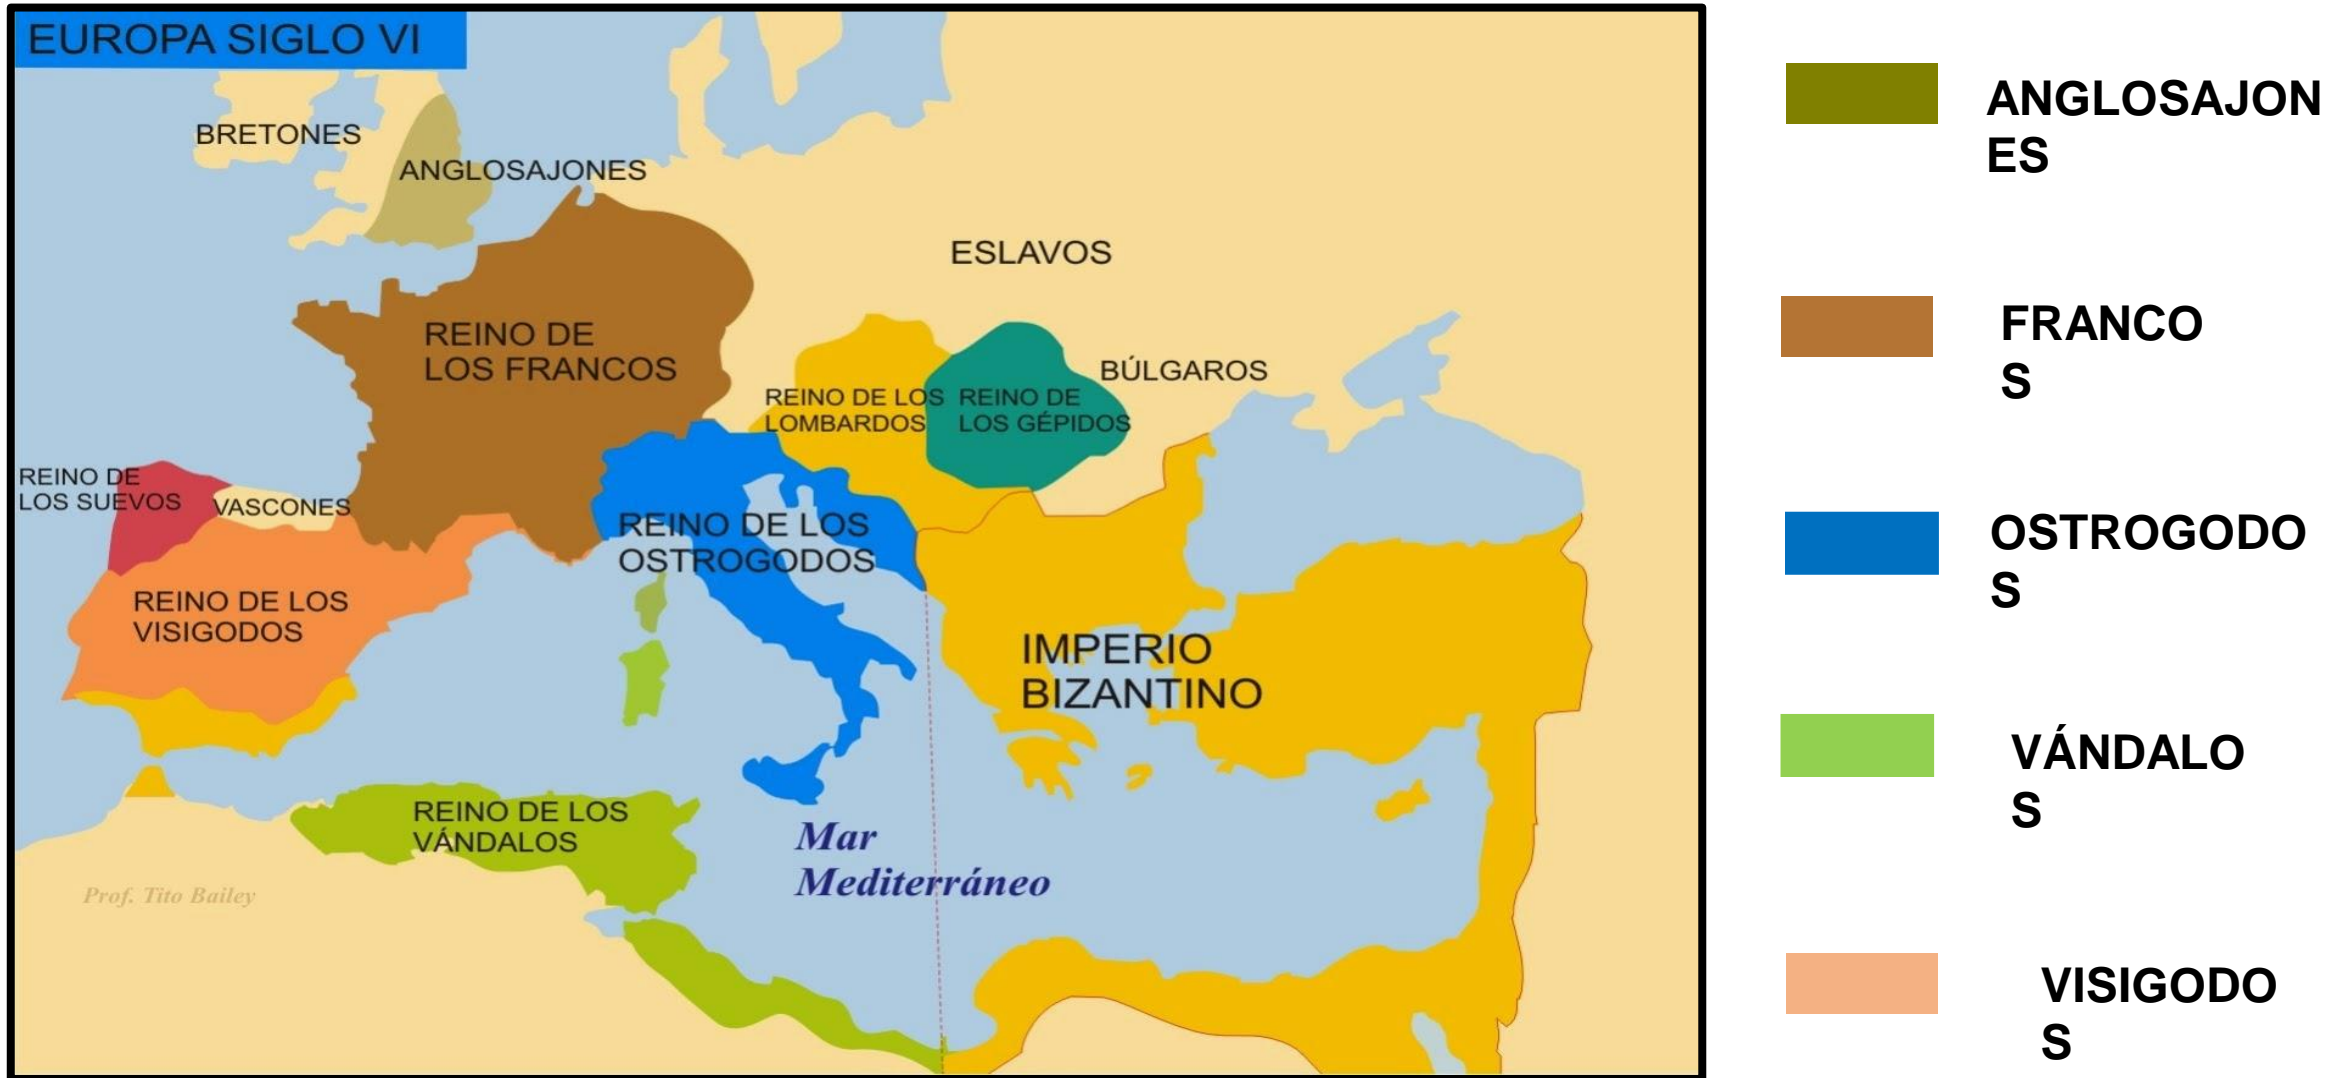 EUROPA SIGLO VI
BRETONES
ANGLOSAJONES
ESLAVOS
REINO DE
LOS FRANCOS
BÚLGAROS
REINO DE LOS
LOMBARDOS
REINO DE
LOS GÉPIDOS
REINO DE
LOS SUEVOS
VASCONES
REINO DE LOS
OSTROGODOS
REINO DE LOS
VISIGODOS
IMPERIO
BIZANTINO
REINO DE LOS
VÁNDALOS
Mar
Mediterráneo
Prof. Tito Bailey
ANGLOSAJON
ES
FRANCO
S
OSTROGODO
S
VÁNDALO
S
VISIGODO
S